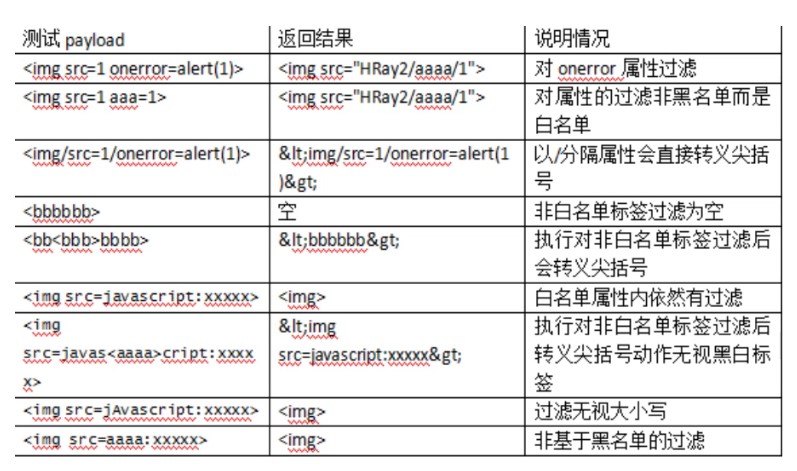 测试 payload 返回结果 说明情况
<img src=1 onerror=alert(1)> <img src="HRay2/aaaa/1"> 对 onerror 属性过滤
<img src=1 aaa=1> <img src="HRay2/aaaa/1"> 对属性的过滤非黑名单而是
白名单
<img/src=1/onerror=alert(1)> &lt;img/src=1/onerror=alert(1 以/分隔属性会直接转义尖括
)&gt; 号
<bbbbbb> 空 非白名单标签过滤为空
<bb<bbb>bbbb> &lt;bbbbbb&gt; 执行对非白名单标签过滤后
会转义尖括号
<img src=javascript:xxxxx> <img> 白名单属性内依然有过滤
<img &lt;img 执行对非白名单标签过滤后
src=javas<aaaa>cript:xxxx src=javascript:xxxxx&gt; 转义尖括号动作无视黑白标
x> 签
<img src=jAvascript:xxxxx> <img> 过滤无视大小写
<img src=aaaa:xxxxx> <img> 非基于黑名单的过滤